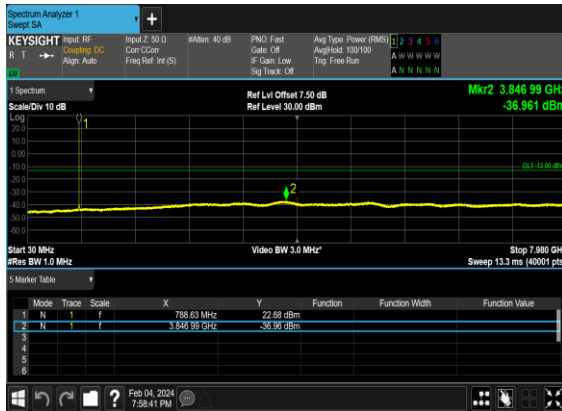 Spectrum Analyzer 1
Swept SA
+
KEYSIGHT Input: RF Input Z: 50 Ω #Atten: 40 dB PNO: Fast Avg Type: Power (RMS) 1 2 3 4 5 6
R T Coupling: DC Corr CCorr Gate: Off Avg|Hold: 100/100 A W W W W W
Align: Auto Freq Ref: Int (S) IF Gain: Low Trig: Free Run
LXI Sig Track: Off A N N N N N
1 Spectrum Ref Lvl Offset 7.50 dB Mkr2 3.846 99 GHz
Scale/Div 10 dB Ref Level 30.00 dBm -36.961 dBm
Log
1
20.0
10.0
0.00
-10.0 DL1 -13.00 dBm
-20.0
-30.0 2
-40.0
-50.0
-60.0
Start 30 MHz Video BW 3.0 MHz* Stop 7.980 GHz
#Res BW 1.0 MHz Sweep 13.3 ms (40001 pts)
5 Marker Table
Mode Trace Scale X Y Function Function Width Function Value
1 N 1 f 788.63 MHz 22.68 dBm
2 N 1 f 3.846 99 GHz -36.96 dBm
3
4
5
6
? Feb 04, 2024
7:58:41 PM